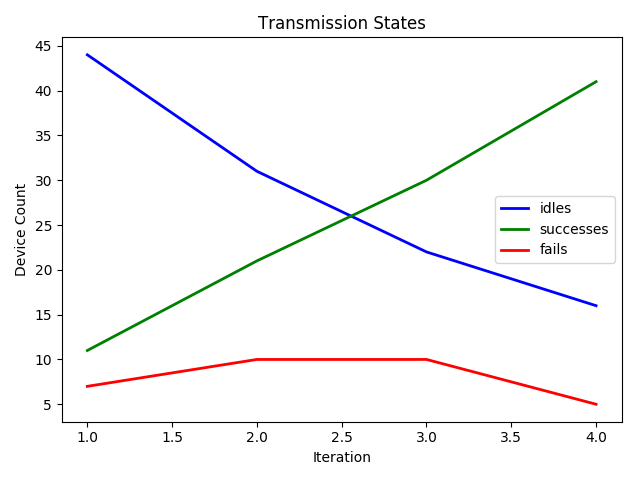 Transmission States
45
40
35
30
25
20
15
10
5
Device Count
idles
successes
fails
1.0 1.5 2.0 2.5 3.0 3.5 4.0
Iteration